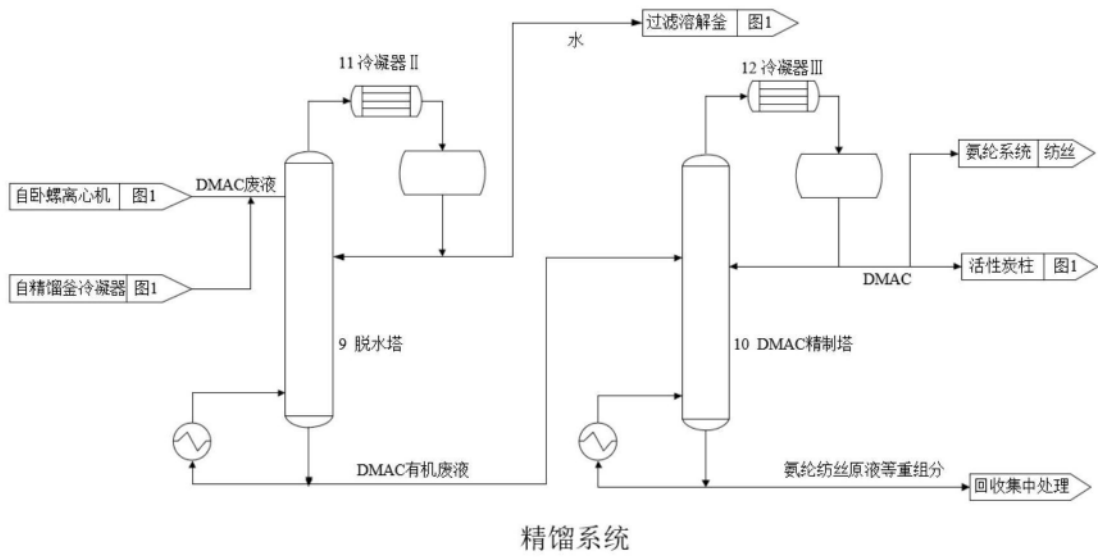 过滤溶解釜 图1
水
11 冷凝器Ⅱ
12 冷凝器Ⅲ
氨纶系统 纺丝
DMAC废液
自卧螺离心机 图1
活性炭柱 图1
DMAC
自精馏釜冷凝器 图1
9 脱水塔
10 DMAC精制塔
DMAC有机废液
氨纶纺丝原液等重组分
回收集中处理
精馏系统